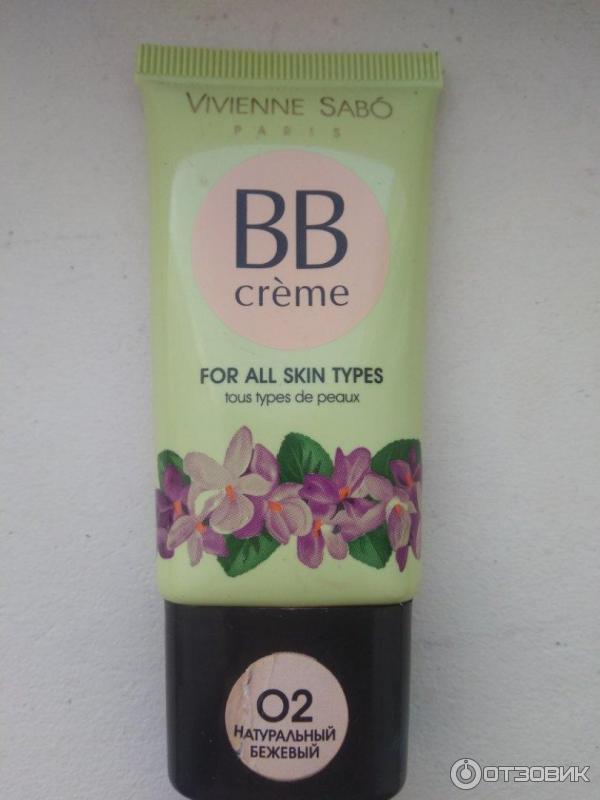 VIVIENNE SABÓ
PARIS
BB
crème
FOR ALL SKIN TYPES
tous types de peaux
02
НАТУРАЛЬНЫЙ
БЕЖЕВЫЙ
ОТЗОВИК